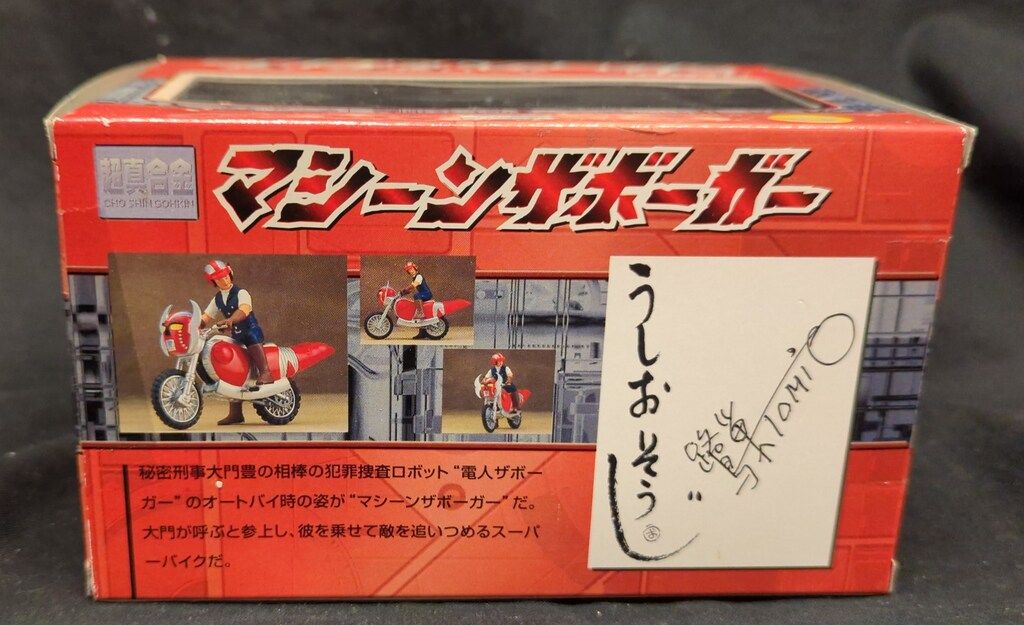 超真合金
CHO SHIN GOHKIN
マシーンザボーガー
秘密刑事大門豊の相棒の犯罪捜査ロボット“電人ザボー
ガー”のオートバイ時の姿が“マシーンザボーガー”だ。
大門が呼ぶと参上し、彼を乗せて敵を追いつめるスーパ
ーバイクだ。
うしおそうじ